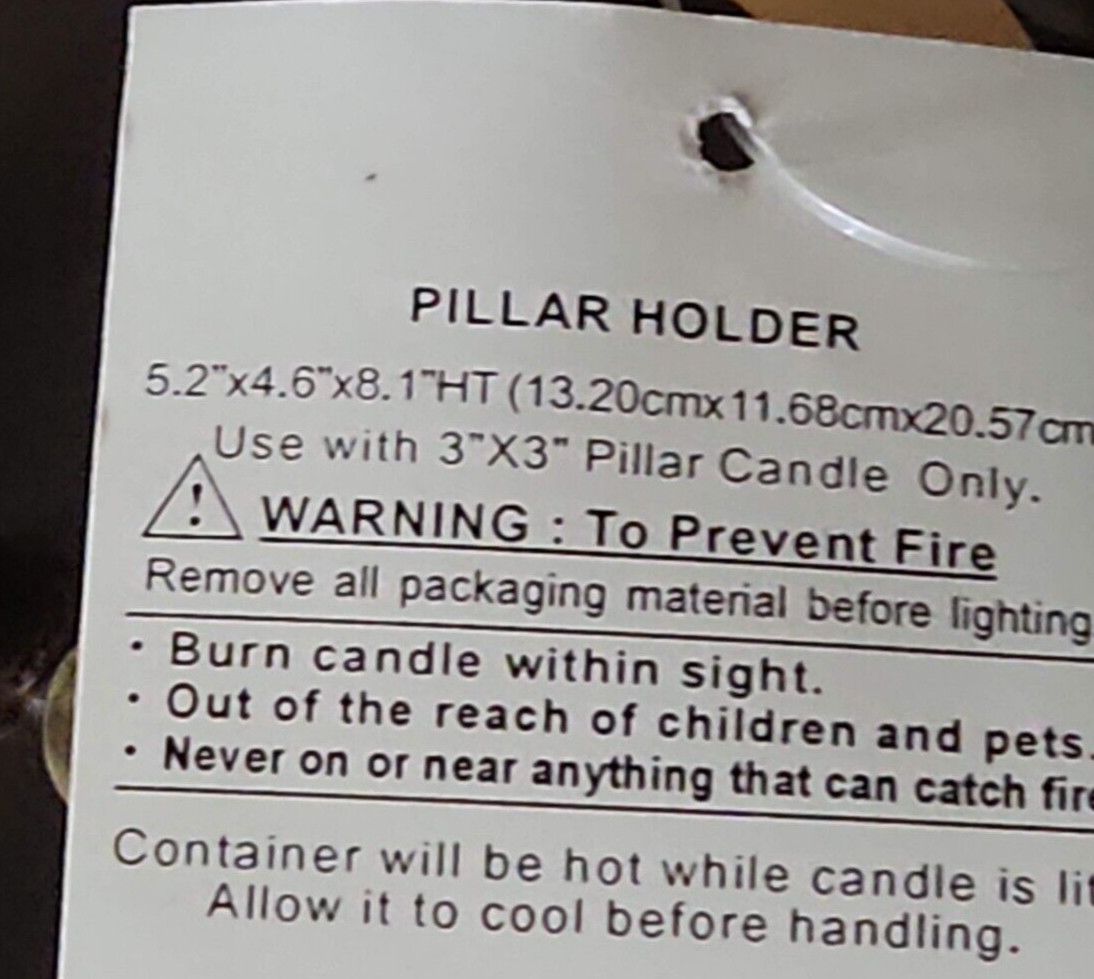 PILLAR HOLDER
5.2"x4.6"x8.1"HT (13.20cmx11.68cmx20.57cm
Use with 3"X3" Pillar Candle Only.
! WARNING : To Prevent Fire
Remove all packaging material before lighting
· Burn candle within sight.
· Out of the reach of children and pets.
· Never on or near anything that can catch fire
Container will be hot while candle is lit
Allow it to cool before handling.